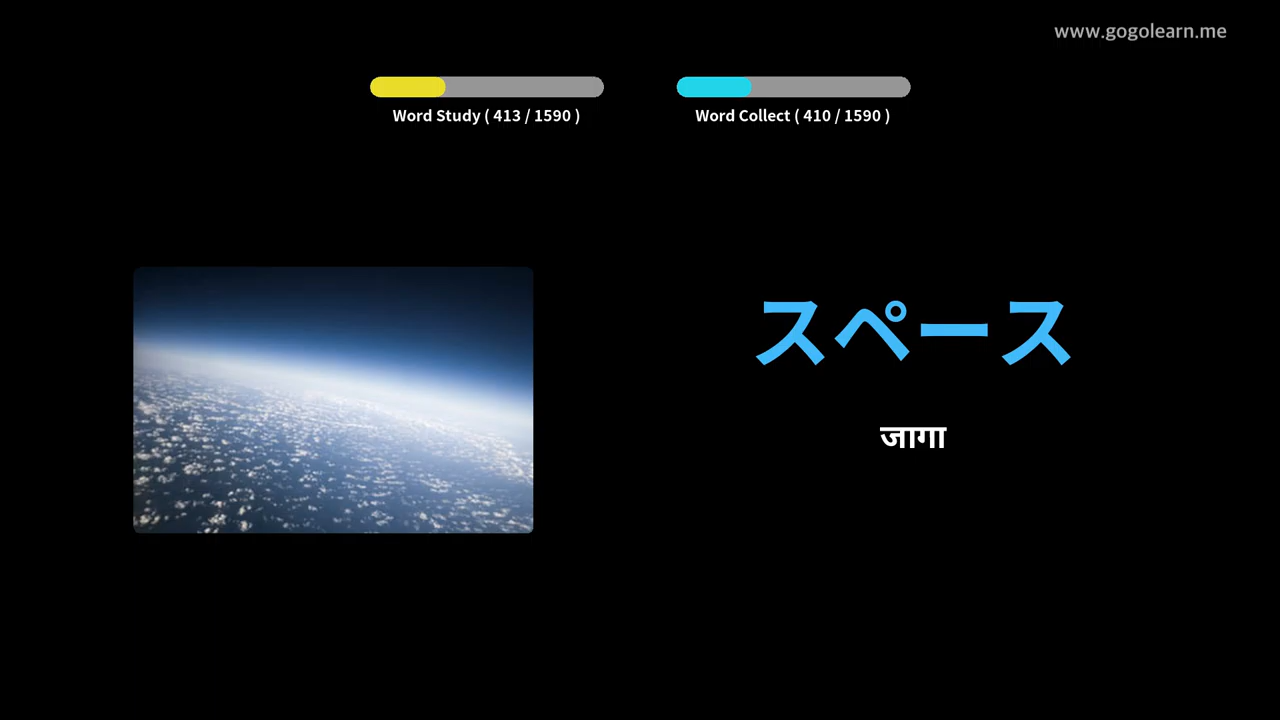 www.gogolearn.me
Word Study ( 413 / 1590 )
Word Collect ( 410 / 1590 )
スペース
जागा